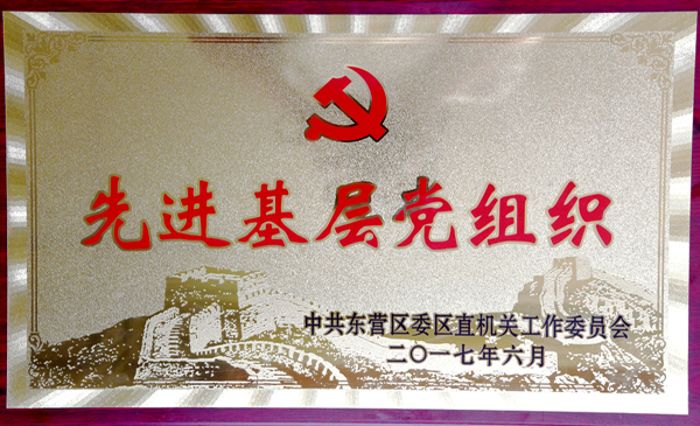 先进基层党组织
中共东营区委区直机关工作委员会
二〇一七年六月